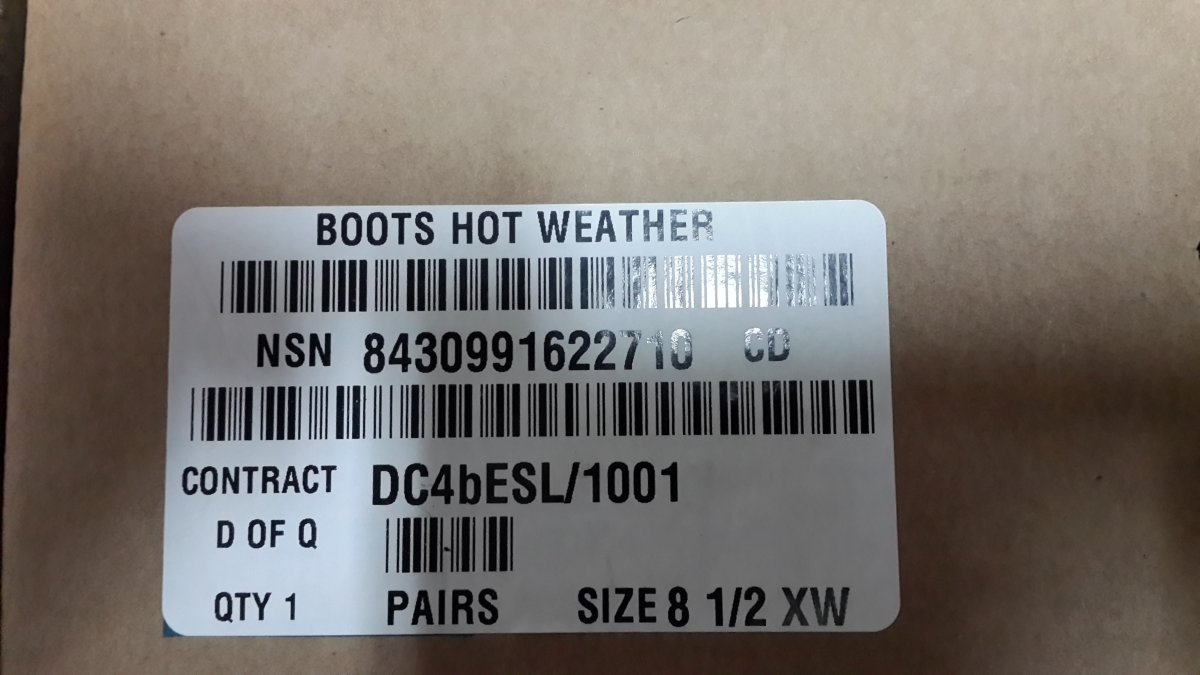 BOOTS HOT WEATHER
NSN 8430991622710 CD
CONTRACT DC4bESL/1001
D OF Q
QTY 1 PAIRS SIZE 8 1/2 XW